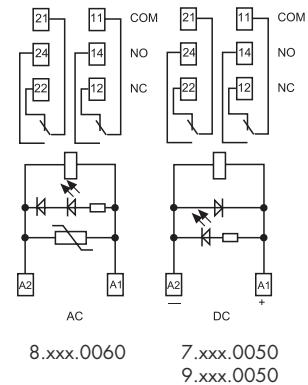 21 11 COM 21 11 COM
24 14 NO 24 14 NO
22 12 NC 22 12 NC
A2 A1 A2 A1
— +
AC DC
8.xxx.0060 7.xxx.0050
9.xxx.0050